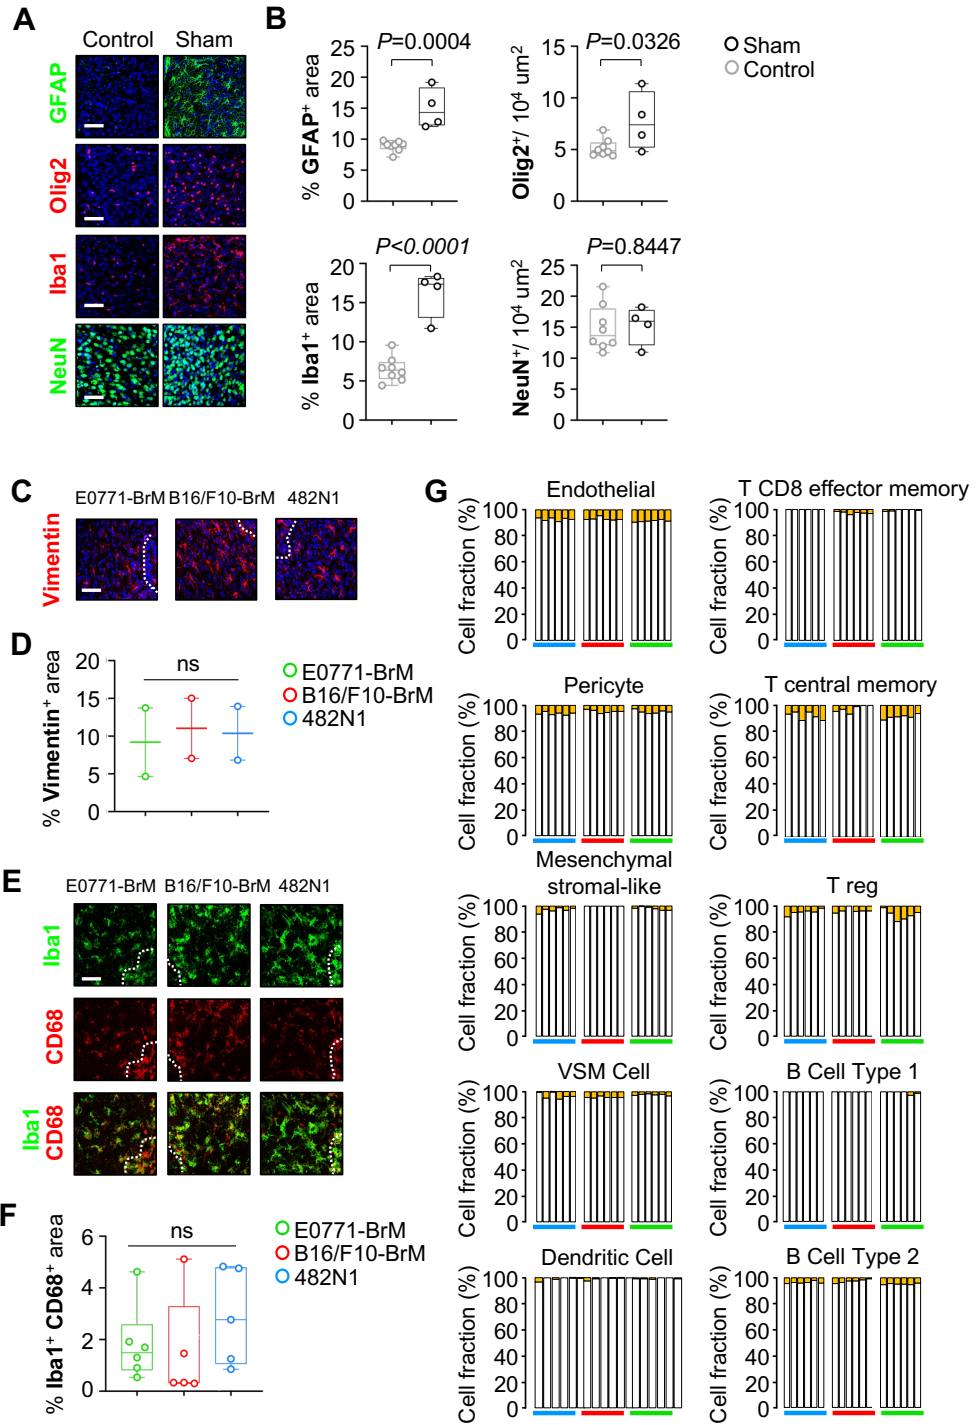 A
Control Sham
GFAP
Olig2
Iba1
NeuN
B
P=0.0004
% GFAP+ area
25
20
15
10
5
0
P=0.0326
Olig2+/ 10⁴ um²
15
10
5
0
Sham
Control
P<0.0001
% Iba1+ area
20
15
10
5
0
P=0.8447
NeuN+/ 10⁴ um²
25
20
15
10
5
0
C
E0771-BrM B16/F10-BrM 482N1
Vimentin
D
% Vimentin+ area
20
15
10
5
0
ns
E0771-BrM
B16/F10-BrM
482N1
E
E0771-BrM B16/F10-BrM 482N1
Iba1
CD68
Iba1
CD68
F
% Iba1+ CD68+ area
6
4
2
0
ns
E0771-BrM
B16/F10-BrM
482N1
G
Endothelial
Cell fraction (%)
100
80
60
40
20
0
T CD8 effector memory
Cell fraction (%)
100
80
60
40
20
0
Pericyte
Cell fraction (%)
100
80
60
40
20
0
T central memory
Cell fraction (%)
100
80
60
40
20
0
Mesenchymal
stromal-like
Cell fraction (%)
100
80
60
40
20
0
T reg
Cell fraction (%)
100
80
60
40
20
0
VSM Cell
Cell fraction (%)
100
80
60
40
20
0
B Cell Type 1
Cell fraction (%)
100
80
60
40
20
0
Dendritic Cell
Cell fraction (%)
100
80
60
40
20
0
B Cell Type 2
Cell fraction (%)
100
80
60
40
20
0